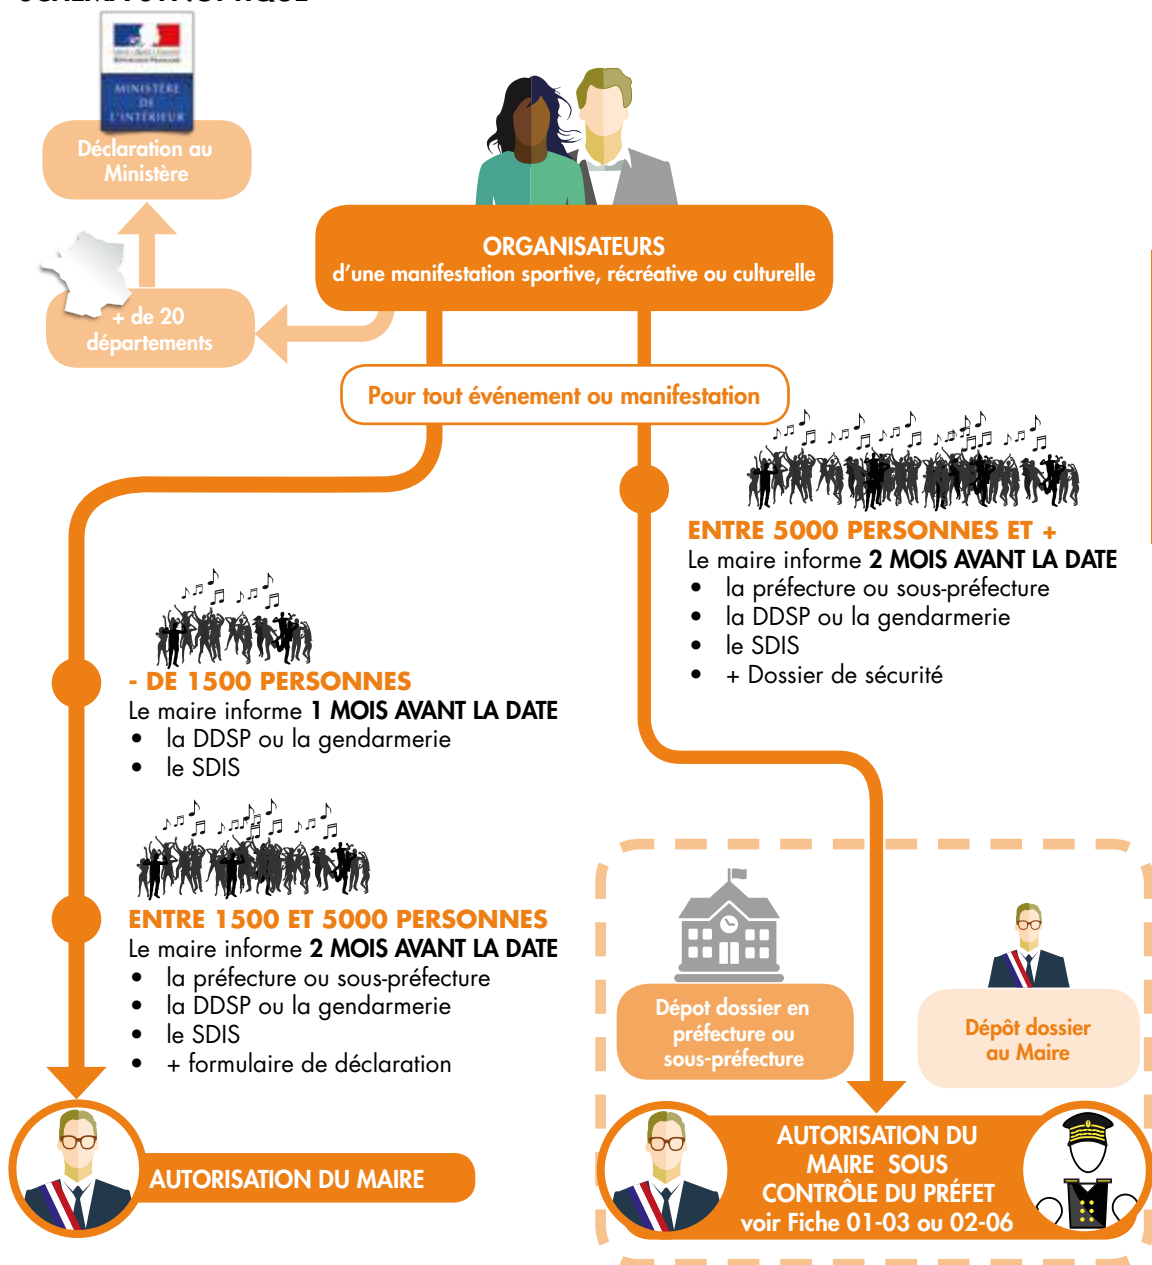 MINISTÈRE
DE
L'INTÉRIEUR
Déclaration au
Ministère
ORGANISATEURS
d'une manifestation sportive, récréative ou culturelle
+ de 20
départements
Pour tout événement ou manifestation
ENTRE 5000 PERSONNES ET +
Le maire informe 2 MOIS AVANT LA DATE
• la préfecture ou sous-préfecture
• la DDSP ou la gendarmerie
• le SDIS
• + Dossier de sécurité
- DE 1500 PERSONNES
Le maire informe 1 MOIS AVANT LA DATE
• la DDSP ou la gendarmerie
• le SDIS
ENTRE 1500 ET 5000 PERSONNES
Le maire informe 2 MOIS AVANT LA DATE
• la préfecture ou sous-préfecture
• la DDSP ou la gendarmerie
• le SDIS
• + formulaire de déclaration
Dépot dossier en
préfecture ou
sous-préfecture
Dépôt dossier
au Maire
AUTORISATION DU MAIRE
AUTORISATION DU
MAIRE SOUS
CONTRÔLE DU PRÉFET
voir Fiche 01-03 ou 02-06